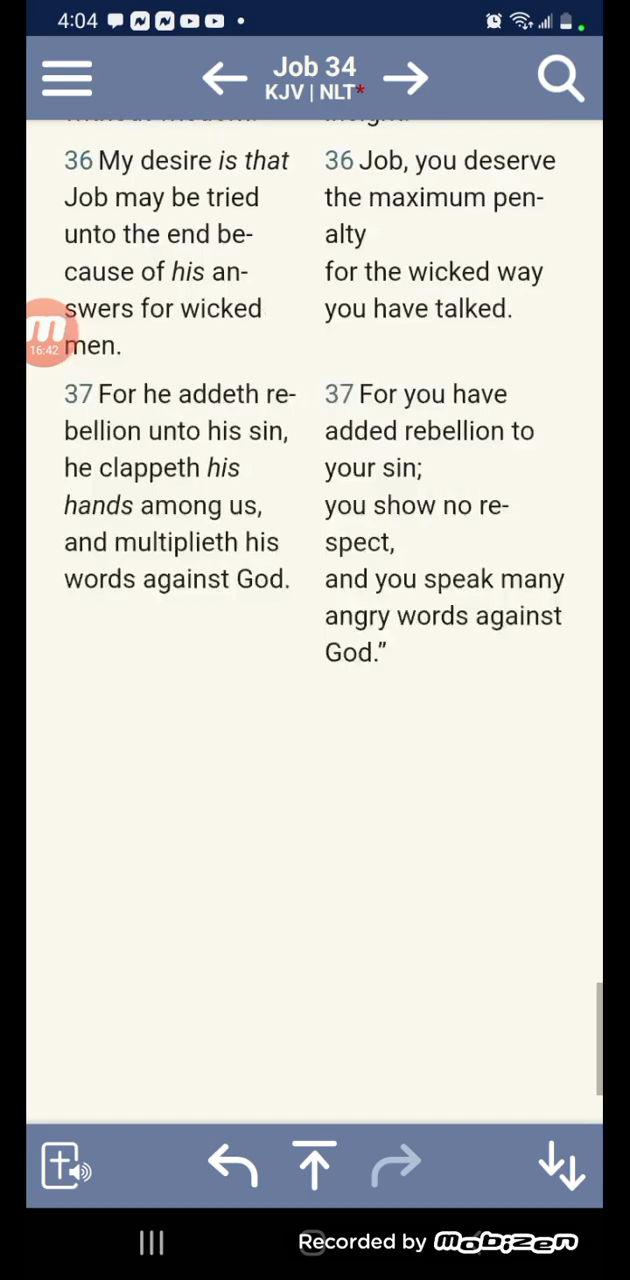 4:04
Job 34
KJV | NLT*
36 My desire is that
Job may be tried
unto the end be-
cause of his an-
swers for wicked
men.
37 For he addeth re-
bellion unto his sin,
he clappeth his
hands among us,
and multiplieth his
words against God.
36 Job, you deserve
the maximum pen-
alty
for the wicked way
you have talked.
37 For you have
added rebellion to
your sin;
you show no re-
spect,
and you speak many
angry words against
God.”
16:42
Recorded by mobizen